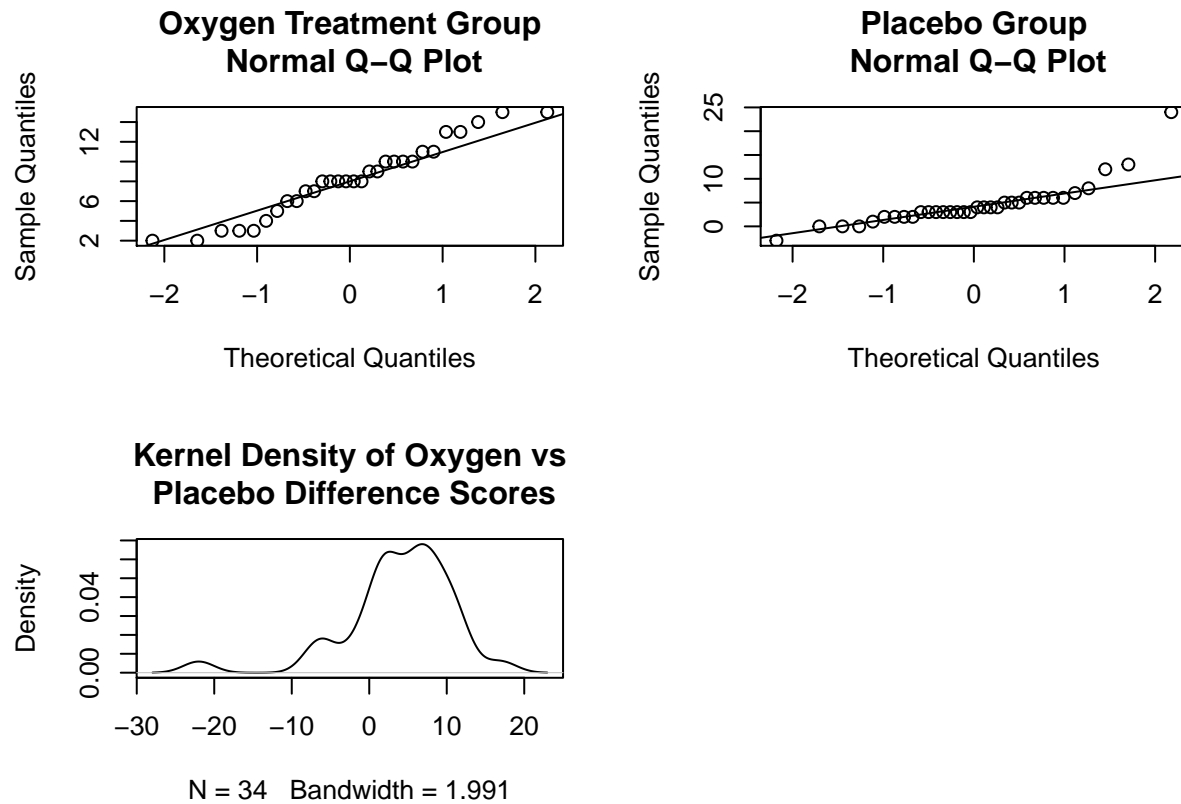 Oxygen Treatment Group
Normal Q−Q Plot
Sample Quantiles
2 6 12
−2 −1 0 1 2
Theoretical Quantiles
Placebo Group
Normal Q−Q Plot
Sample Quantiles
0 10 25
−2 −1 0 1 2
Theoretical Quantiles
Kernel Density of Oxygen vs
Placebo Difference Scores
Density
0.00 0.04
−30 −20 −10 0 10 20
N = 34 Bandwidth = 1.991